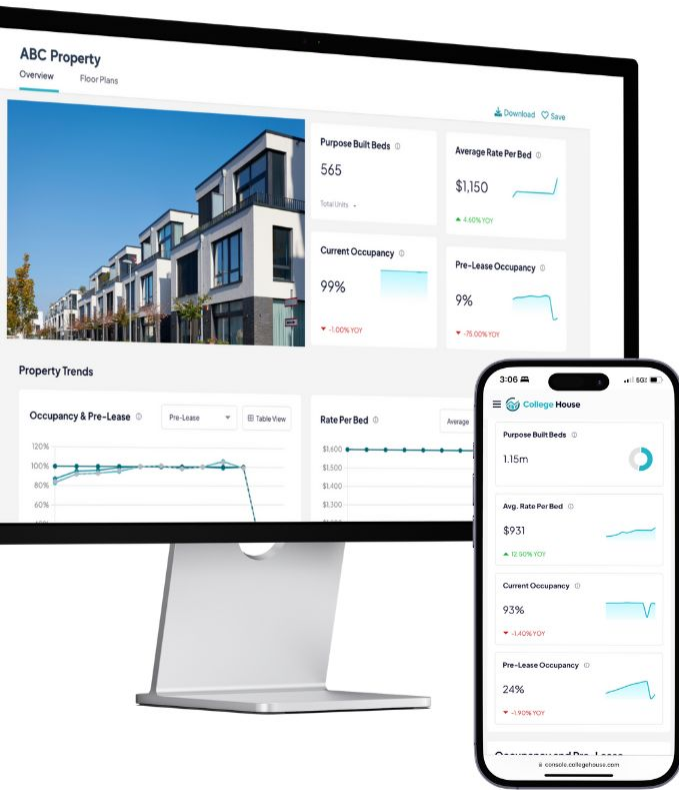 ABC Property
Overview Floor Plans
Download Save
Purpose Built Beds
565
Total Units
Average Rate Per Bed
$1,150
4.60% YOY
Current Occupancy
99%
-1.00% YOY
Pre-Lease Occupancy
9%
-75.00% YOY
Property Trends
Occupancy & Pre-Lease
Pre-Lease
Table View
120%
100%
80%
60%
Rate Per Bed
Average
$1,600
$1,500
$1,400
$1,300
3:06
5G
College House
Purpose Built Beds
1.15m
Avg. Rate Per Bed
$931
12.50% YOY
Current Occupancy
93%
-1.40% YOY
Pre-Lease Occupancy
24%
-1.90% YOY
console.collegehouse.com